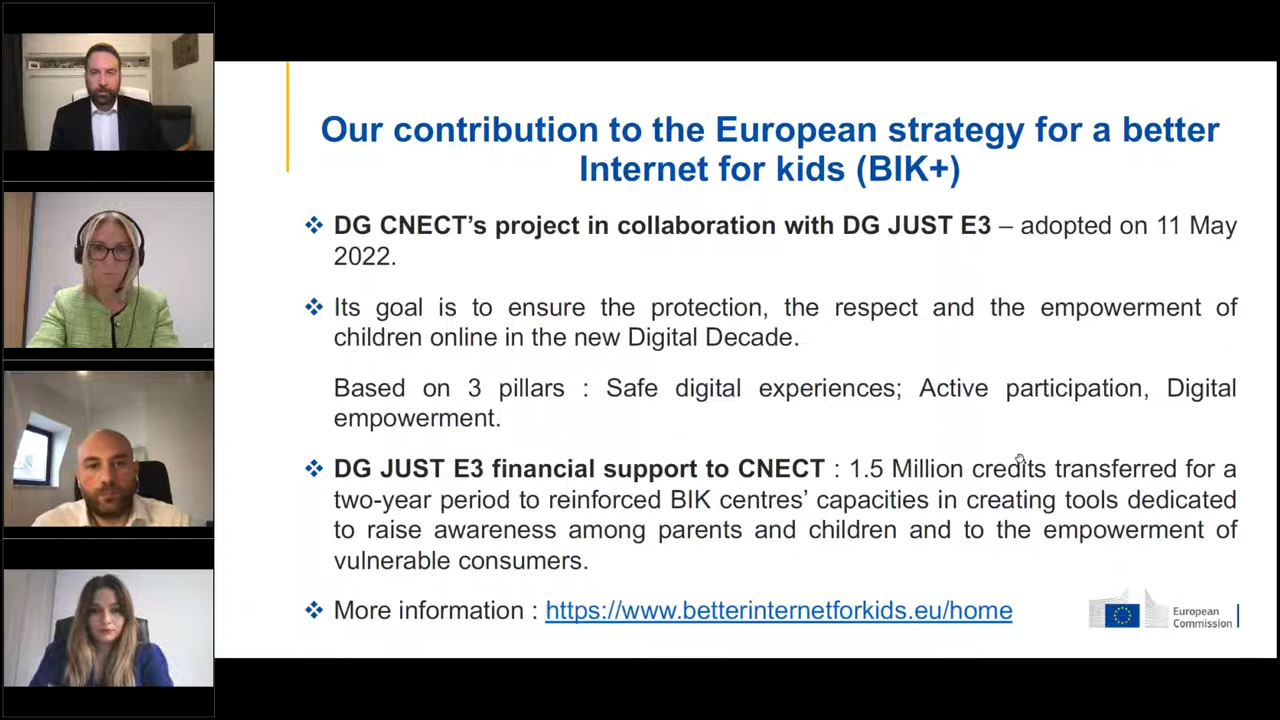 Our contribution to the European strategy for a better
Internet for kids (BIK+)
❖ DG CNECT’s project in collaboration with DG JUST E3 – adopted on 11 May
2022.
❖ Its goal is to ensure the protection, the respect and the empowerment of
children online in the new Digital Decade.
Based on 3 pillars : Safe digital experiences; Active participation, Digital
empowerment.
❖ DG JUST E3 financial support to CNECT : 1.5 Million credits transferred for a
two-year period to reinforced BIK centres’ capacities in creating tools dedicated
to raise awareness among parents and children and to the empowerment of
vulnerable consumers.
❖ More information : https://www.betterinternetforkids.eu/home
European
Commission